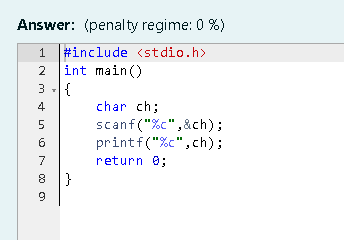 Answer: (penalty regime: 0 %)
1 #include <stdio.h>
2 int main()
3 {
4 char ch;
5 scanf("%c",&ch);
6 printf("%c",ch);
7 return 0;
8 }
9